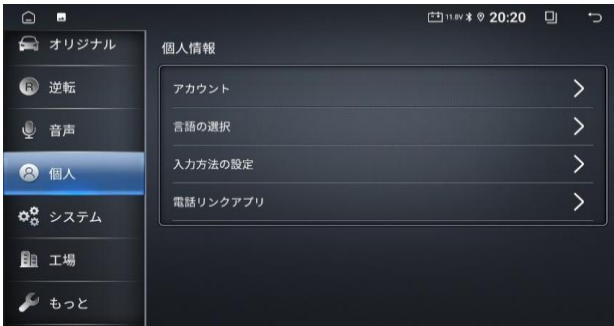 11.8V 20:20
オリジナル
R 逆転
音声
個人
システム
工場
もっと
個人情報
アカウント
言語の選択
入力方法の設定
電話リンクアプリ